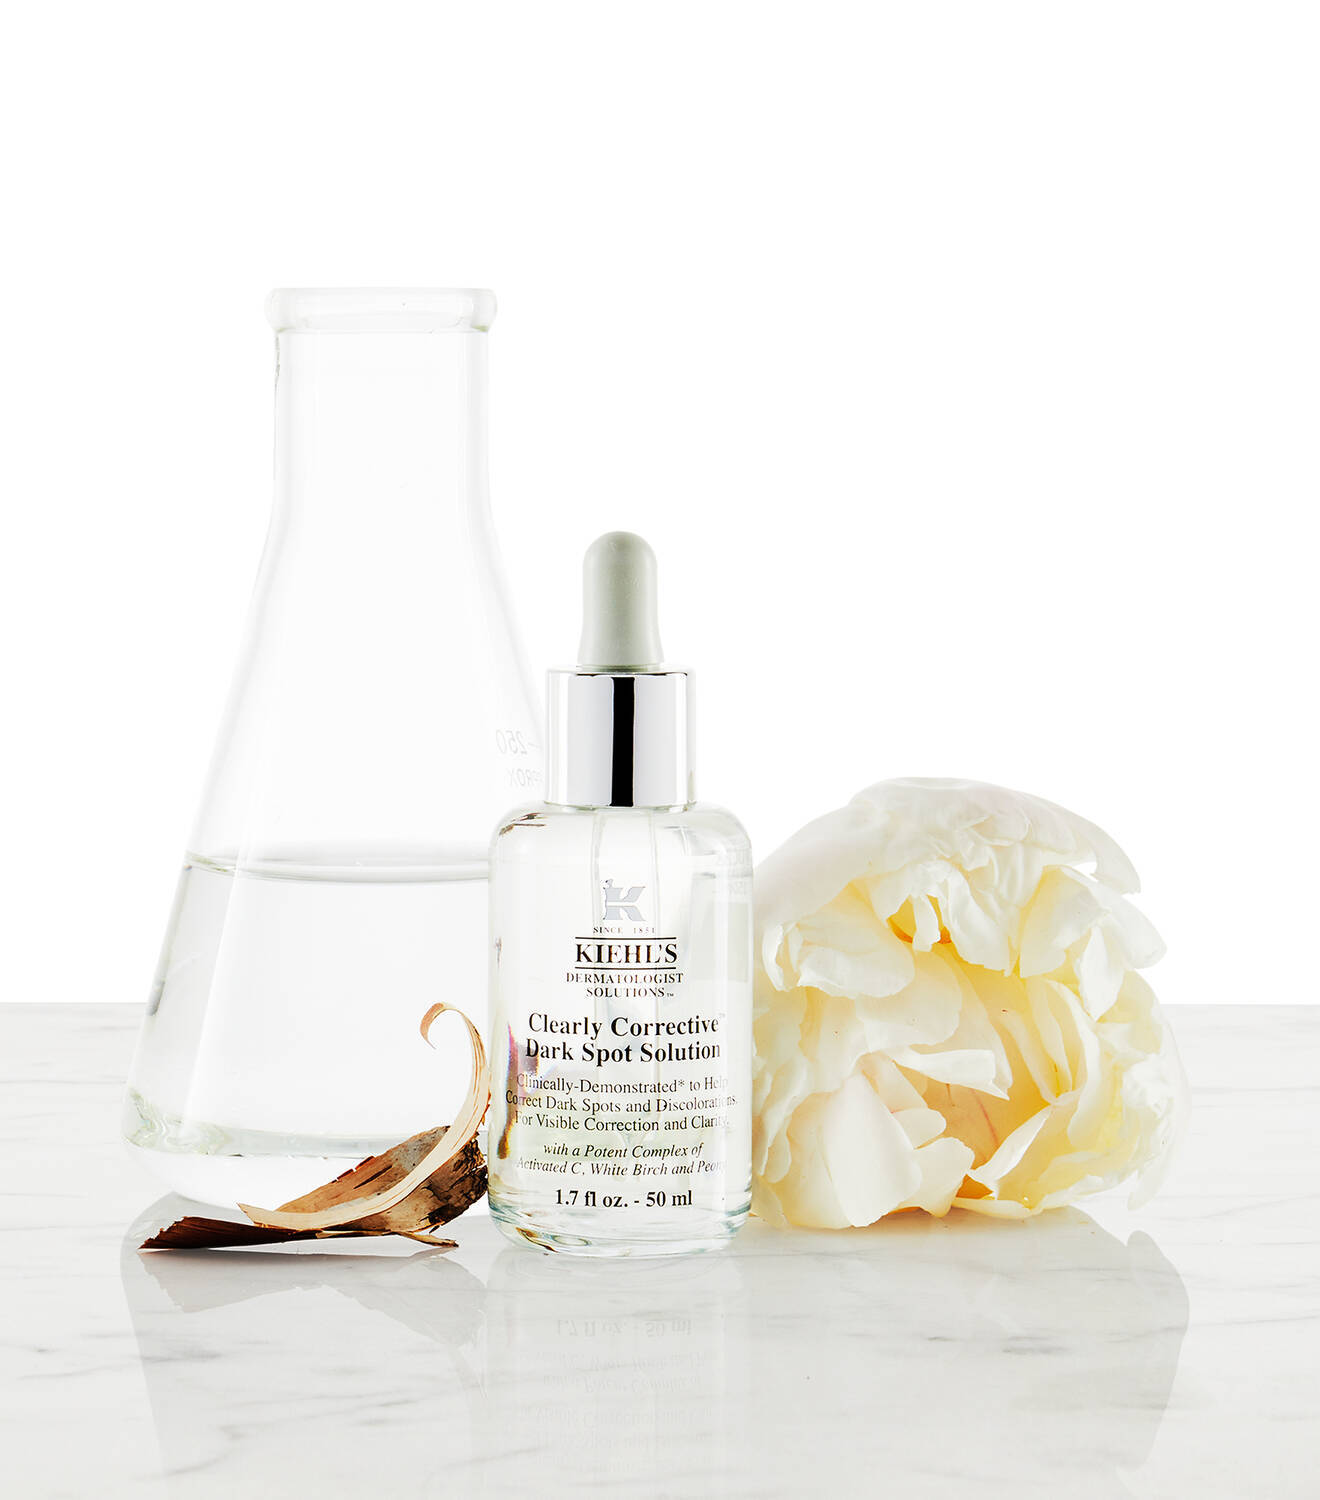 250
K
SINCE 1851
KIEHL'S
DERMATOLOGIST
SOLUTIONS™
Clearly Corrective™
Dark Spot Solution
Clinically-Demonstrated* to Help
Correct Dark Spots and Discolorations.
For Visible Correction and Clarity.
with a Potent Complex of
Activated C, White Birch and Peony
1.7 fl oz. - 50 ml